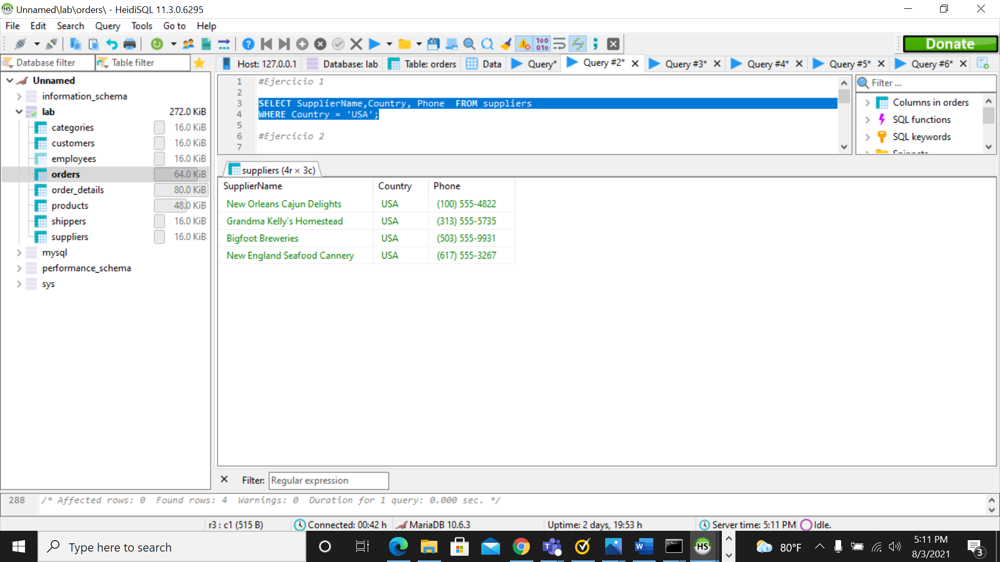 Unnamed\lab\orders\ - HeidiSQL 11.3.0.6295
File Edit Search Query Tools Go to Help
Donate
Database filter Table filter Host: 127.0.0.1 Database: lab Table: orders Data Query* Query #2* Query #3* Query #4* Query #5* Query #6*
Unnamed
information_schema
lab 272.0 KiB
categories 16.0 KiB
customers 16.0 KiB
employees 16.0 KiB
orders 64.0 KiB
order_details 80.0 KiB
products 48.0 KiB
shippers 16.0 KiB
suppliers 16.0 KiB
mysql
performance_schema
sys
1 #Ejercicio 1
2
3 SELECT SupplierName,Country, Phone FROM suppliers
4 WHERE Country = 'USA';
5
6 #Ejercicio 2
7
Filter ...
Columns in orders
SQL functions
SQL keywords
suppliers (4r × 3c)
SupplierName Country Phone
New Orleans Cajun Delights USA (100) 555-4822
Grandma Kelly's Homestead USA (313) 555-5735
Bigfoot Breweries USA (503) 555-9931
New England Seafood Cannery USA (617) 555-3267
Filter: Regular expression
288 /* Affected rows: 0 Found rows: 4 Warnings: 0 Duration for 1 query: 0.000 sec. */
r3 : c1 (515 B) Connected: 00:42 h MariaDB 10.6.3 Uptime: 2 days, 19:53 h Server time: 5:11 PM Idle.
Type here to search
HS
80°F
5:11 PM
8/3/2021
3